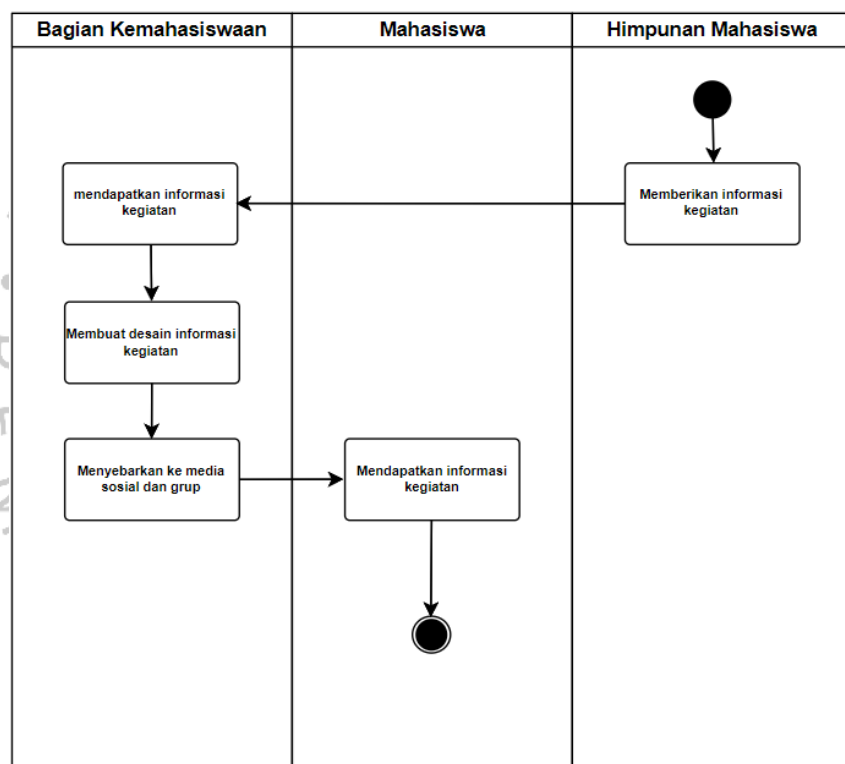 Bagian Kemahasiswaan
Mahasiswa
Himpunan Mahasiswa
mendapatkan informasi
kegiatan
Memberikan informasi
kegiatan
Membuat desain informasi
kegiatan
Menyebarkan ke media
sosial dan grup
Mendapatkan informasi
kegiatan